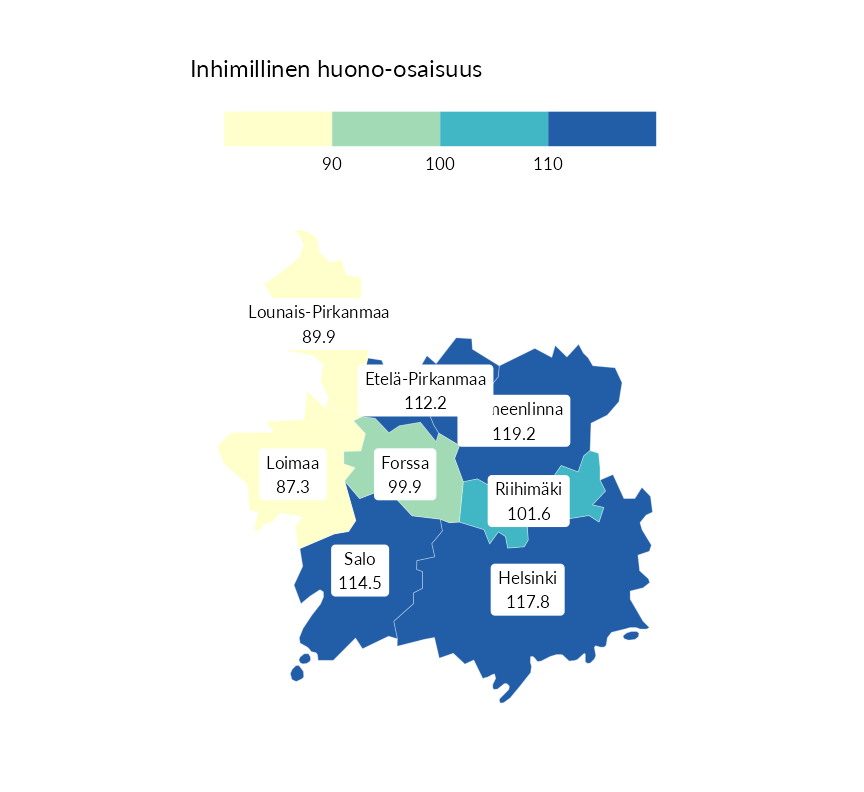 Inhimillinen huono-osaisuus
90 100 110
Lounais-Pirkanmaa
89.9
Etelä-Pirkanmaa
112.2
119.2
Loimaa
87.3
Forssa
99.9
Riihimäki
101.6
Salo
114.5
Helsinki
117.8